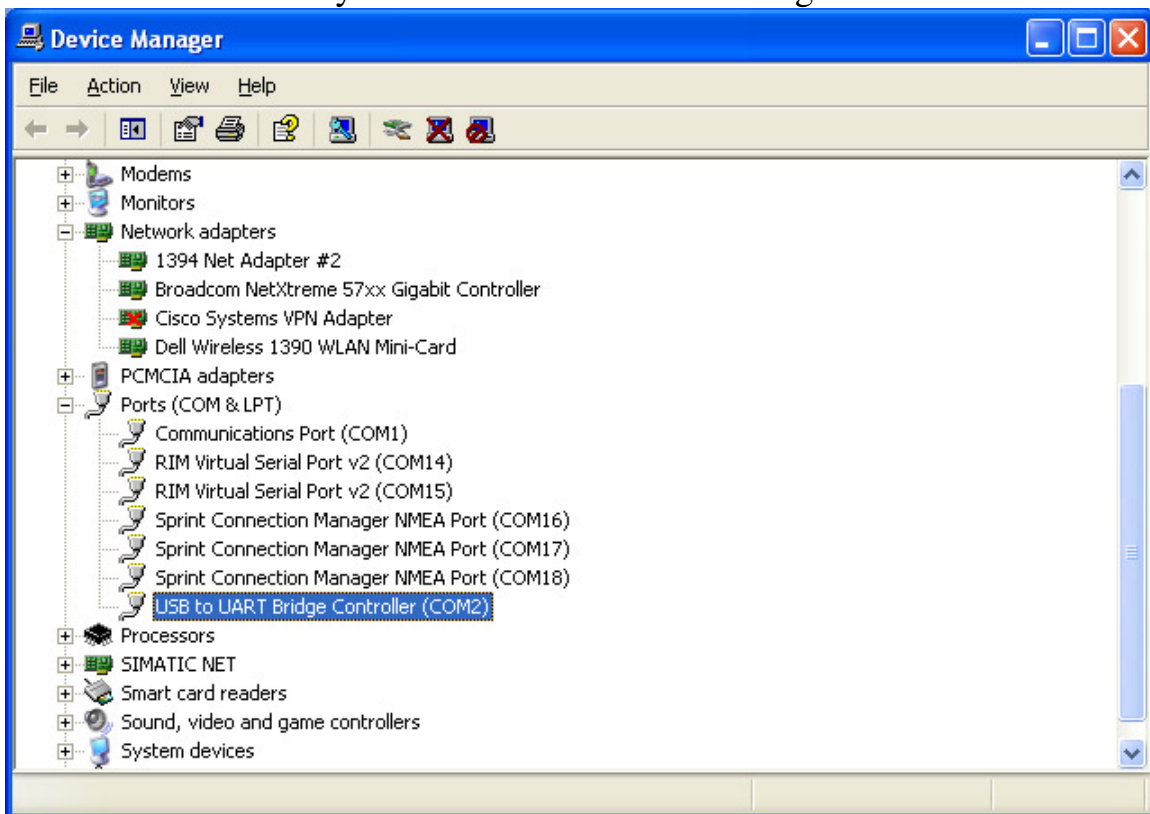 Device Manager
File Action View Help
Modems
Monitors
Network adapters
1394 Net Adapter #2
Broadcom NetXtreme 57xx Gigabit Controller
Cisco Systems VPN Adapter
Dell Wireless 1390 WLAN Mini-Card
PCMCIA adapters
Ports (COM & LPT)
Communications Port (COM1)
RIM Virtual Serial Port v2 (COM14)
RIM Virtual Serial Port v2 (COM15)
Sprint Connection Manager NMEA Port (COM16)
Sprint Connection Manager NMEA Port (COM17)
Sprint Connection Manager NMEA Port (COM18)
USB to UART Bridge Controller (COM2)
Processors
SIMATIC NET
Smart card readers
Sound, video and game controllers
System devices